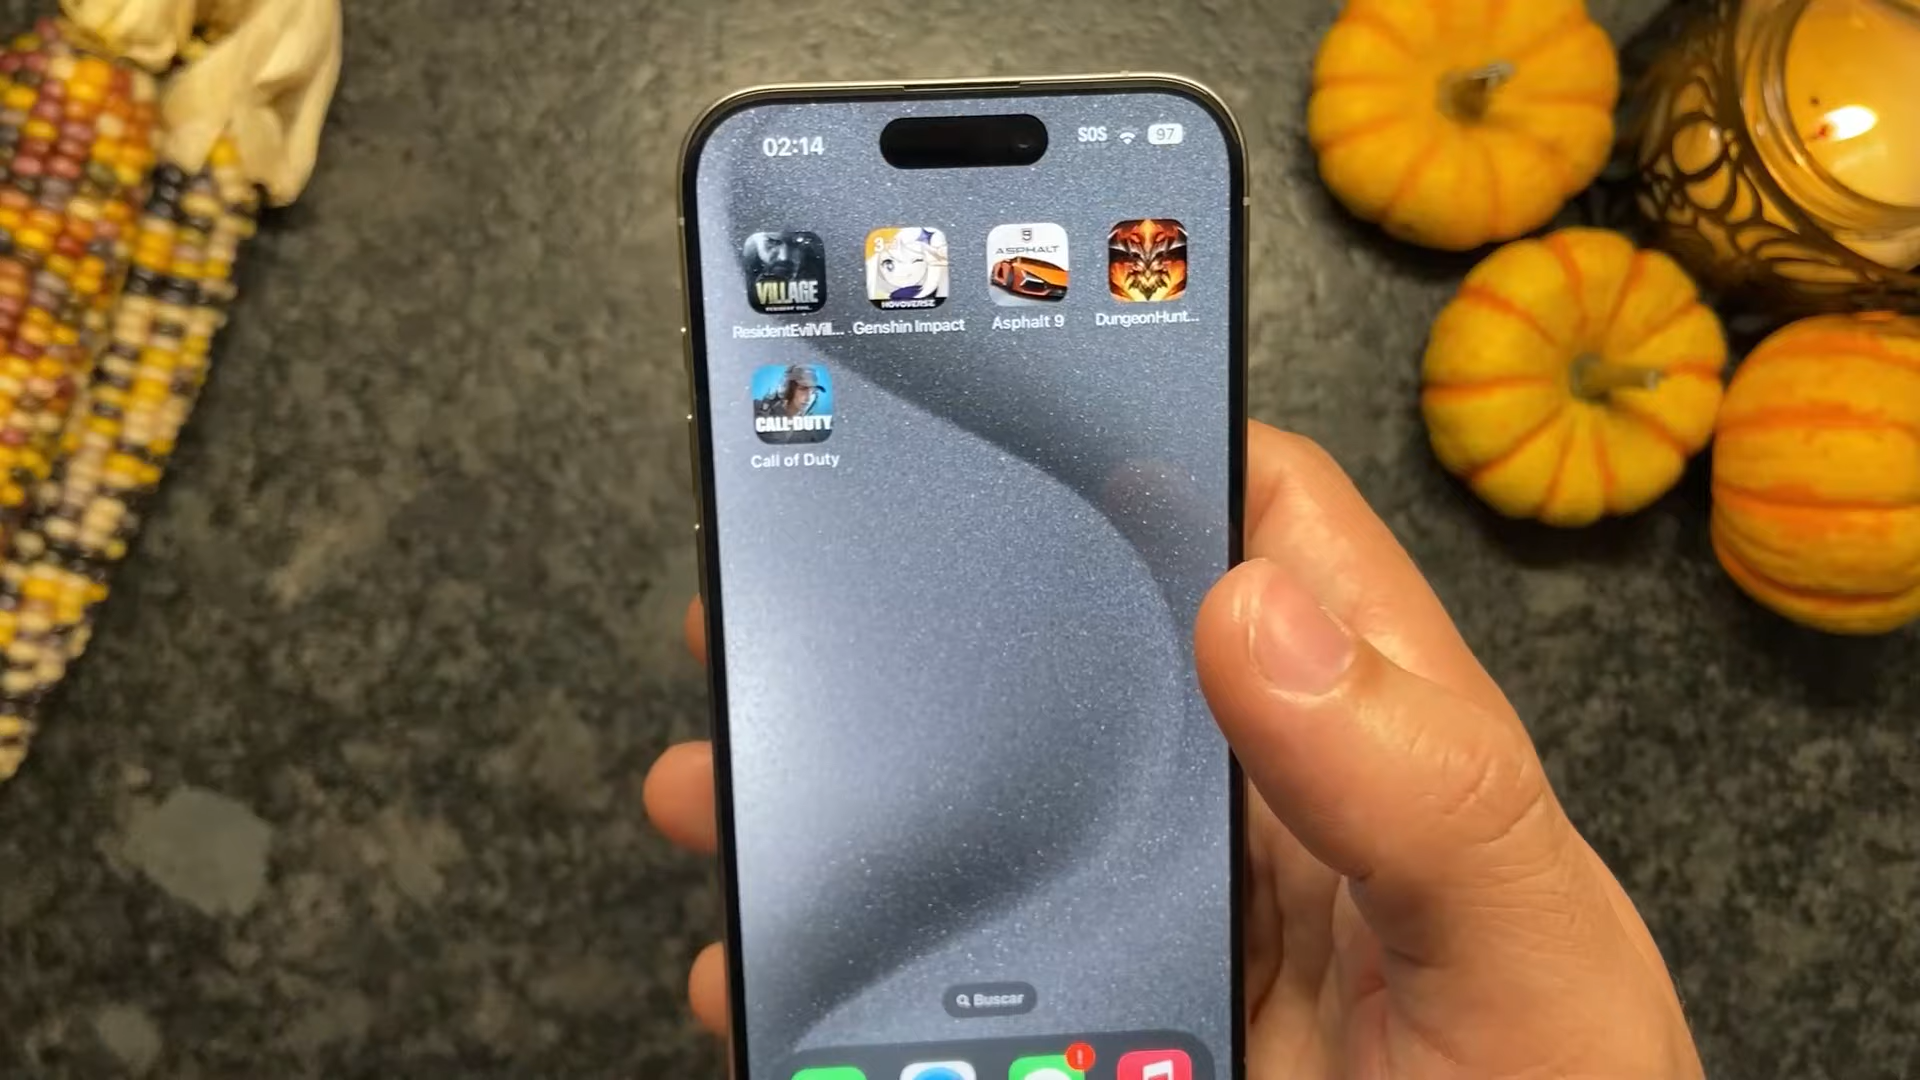 02:14
SOS
97
VILLAGE
HOYOVERSE
ASPHALT
ResidentEvilVill...
Genshin Impact
Asphalt 9
DungeonHunt...
CALL OF DUTY
Call of Duty
Buscar
!